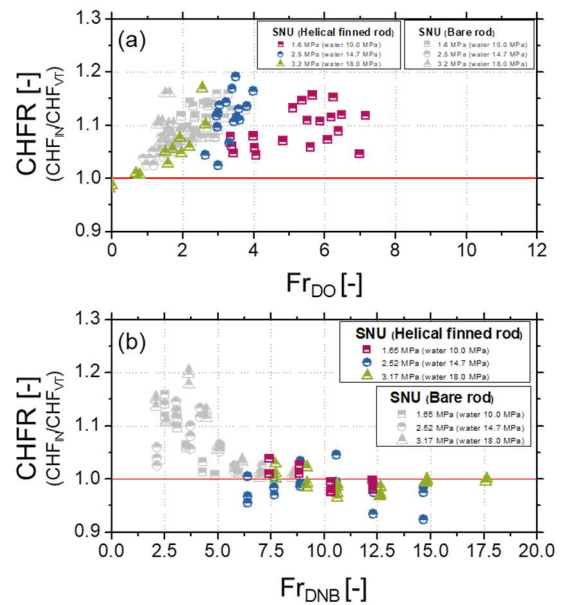 (a)
SNU (Helical finned rod)
1.6 MPa (water 10.0 MPa)
2.5 MPa (water 14.7 MPa)
3.2 MPa (water 18.0 MPa)
SNU (Bare rod)
1.6 MPa (water 10.0 MPa)
2.5 MPa (water 14.7 MPa)
3.2 MPa (water 18.0 MPa)
CHFR [-]
(CHF_IN/CHF_VT)
1.3
1.2
1.1
1.0
0.9
0 2 4 6 8 10 12
Fr_DO [-]
(b)
SNU (Helical finned rod)
1.65 MPa (water 10.0 MPa)
2.52 MPa (water 14.7 MPa)
3.17 MPa (water 18.0 MPa)
SNU (Bare rod)
1.65 MPa (water 10.0 MPa)
2.52 MPa (water 14.7 MPa)
3.17 MPa (water 18.0 MPa)
CHFR [-]
(CHF_IN/CHF_VT)
1.3
1.2
1.1
1.0
0.9
0.0 2.5 5.0 7.5 10.0 12.5 15.0 17.5 20.0
Fr_DNB [-]